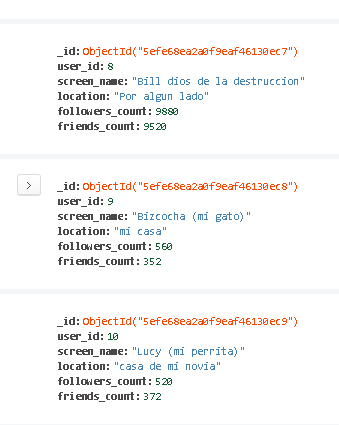 _id: ObjectId("5efe68ea2a0f9eaf46130ec7")
user_id: 8
screen_name: "Bill dios de la destruccion"
location: "Por algun lado"
followers_count: 9880
friends_count: 9520
_id: ObjectId("5efe68ea2a0f9eaf46130ec8")
user_id: 9
screen_name: "Bizcocha (mi gato)"
location: "mi casa"
followers_count: 560
friends_count: 352
_id: ObjectId("5efe68ea2a0f9eaf46130ec9")
user_id: 10
screen_name: "Lucy (mi perrita)"
location: "casa de mi novia"
followers_count: 520
friends_count: 372